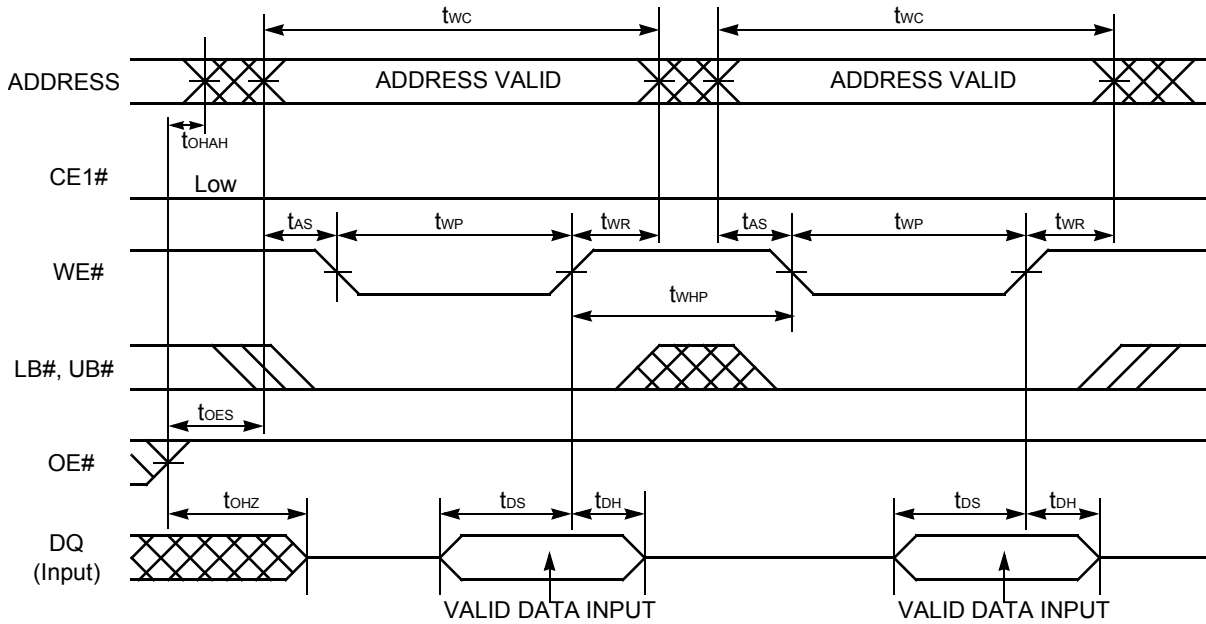 tWC tWC
ADDRESS ADDRESS VALID ADDRESS VALID
tOHAH
CE1# Low
tAS tWP tWR tAS tWP tWR
WE#
tWHP
LB#, UB#
tOES
OE#
tOHZ tDS tDH tDS tDH
DQ
(Input)
VALID DATA INPUT VALID DATA INPUT